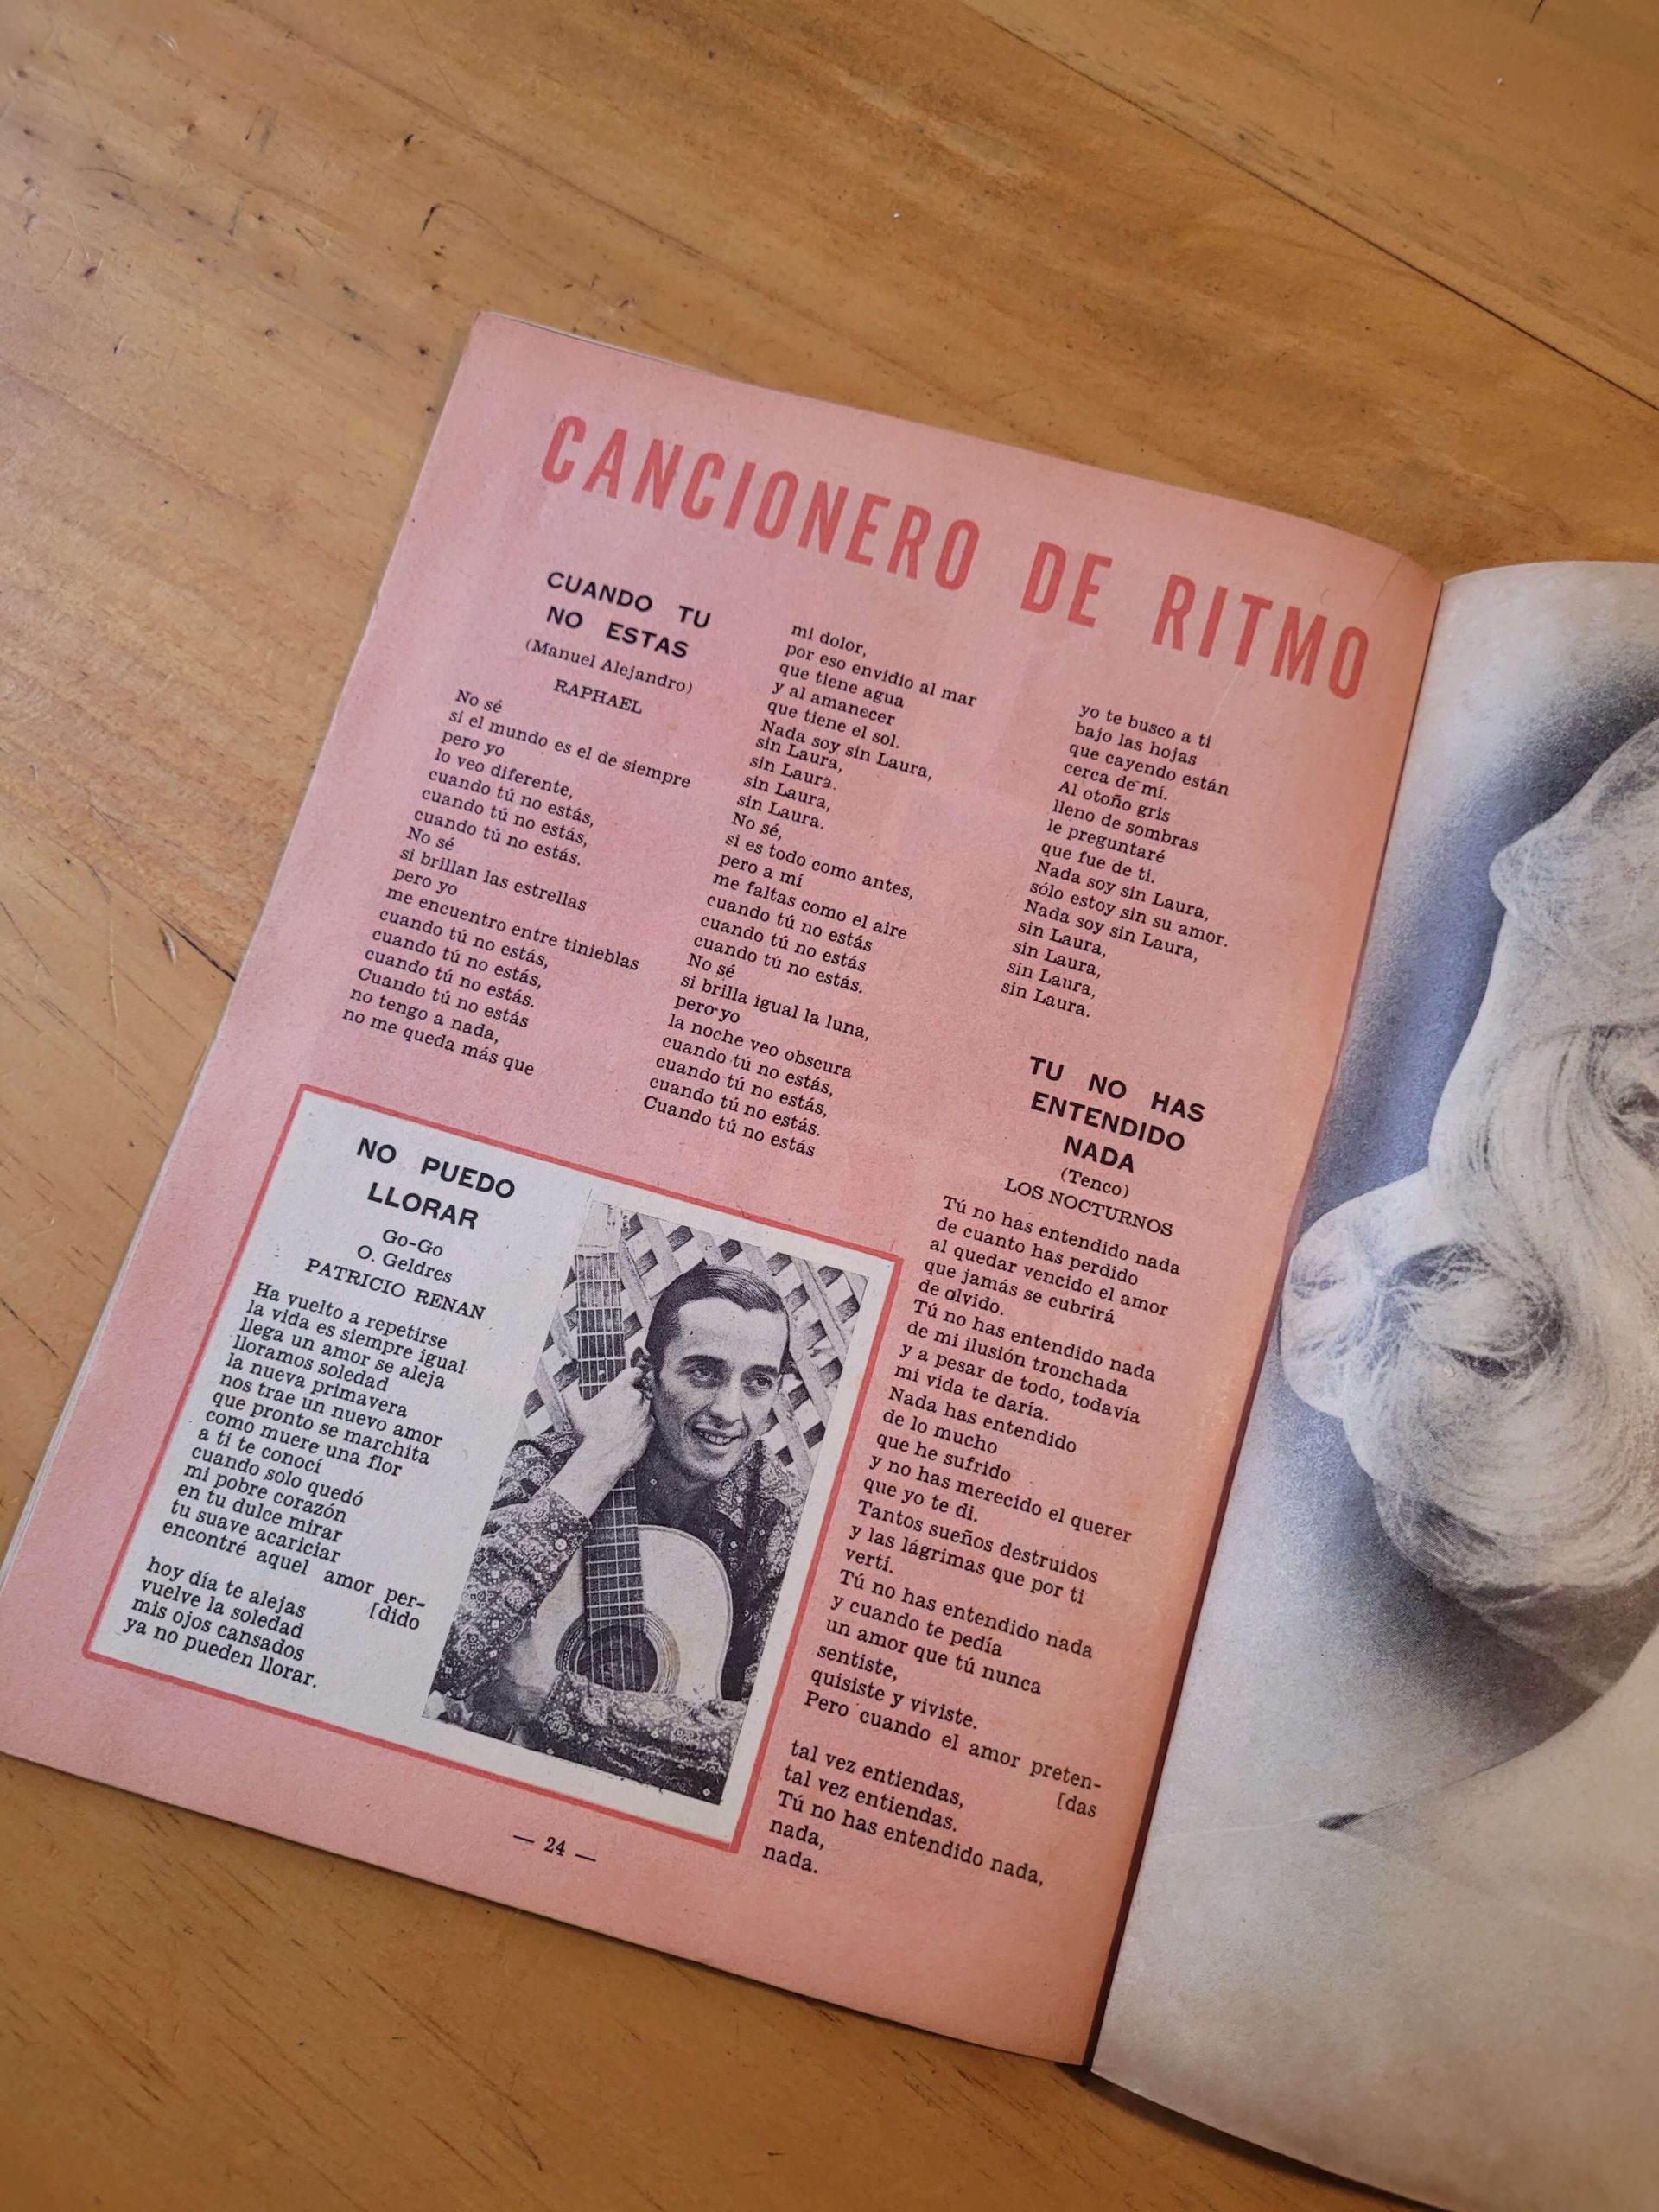 CANCIONERO DE RITMO
CUANDO TU
NO ESTAS
(Manuel Alejandro)
RAPHAEL
No sé
si el mundo es el de siempre
pero yo
lo veo diferente,
cuando tú no estás,
cuando tú no estás,
cuando tú no estás.
No sé
si brillan las estrellas
pero yo
me encuentro entre tinieblas
cuando tú no estás,
cuando tú no estás,
cuando tú no estás.
Cuando tú no estás
no tengo a nada,
no me queda más que
mi dolor,
por eso envidio al mar
que tiene agua
y al amanecer
que tiene el sol.
Nada soy sin Laura,
sin Laura,
sin Laura.
sin Laura,
sin Laura.
No sé,
si es todo como antes,
pero a mí
me faltas como el aire
cuando tú no estás
cuando tú no estás
cuando tú no estás.
No sé
si brilla igual la luna,
pero yo
la noche veo obscura
cuando tú no estás,
cuando tú no estás,
cuando tú no estás.
Cuando tú no estás
yo te busco a ti
bajo las hojas
que cayendo están
cerca de mí.
Al otoño gris
lleno de sombras
le preguntaré
que fue de ti.
Nada soy sin Laura,
sólo estoy sin su amor.
Nada soy sin Laura,
sin Laura,
sin Laura,
sin Laura,
sin Laura.
TU NO HAS
ENTENDIDO
NADA
(Tenco)
LOS NOCTURNOS
Tú no has entendido nada
de cuanto has perdido
al quedar vencido el amor
que jamás se cubrirá
de olvido.
Tú no has entendido nada
de mi ilusión tronchada
y a pesar de todo, todavía
mi vida te daría.
Nada has entendido
de lo mucho
que he sufrido
y no has merecido el querer
que yo te di.
Tantos sueños destruidos
y las lágrimas que por ti
vertí.
Tú no has entendido nada
y cuando te pedía
un amor que tú nunca
sentiste,
quisiste y viviste.
Pero cuando el amor preten-
[das
tal vez entiendas,
tal vez entiendas.
Tú no has entendido nada,
nada,
nada.
NO PUEDO
LLORAR
Go-Go
O. Geldres
PATRICIO RENAN
Ha vuelto a repetirse
la vida es siempre igual
llega un amor se aleja
lloramos soledad
la nueva primavera
nos trae un nuevo amor
que pronto se marchita
como muere una flor
a ti te conocí
cuando solo quedó
mi pobre corazón
en tu dulce mirar
tu suave acariciar
encontré aquel amor per-
[dido
hoy día te alejas
vuelve la soledad
mis ojos cansados
ya no pueden llorar.
— 24 —